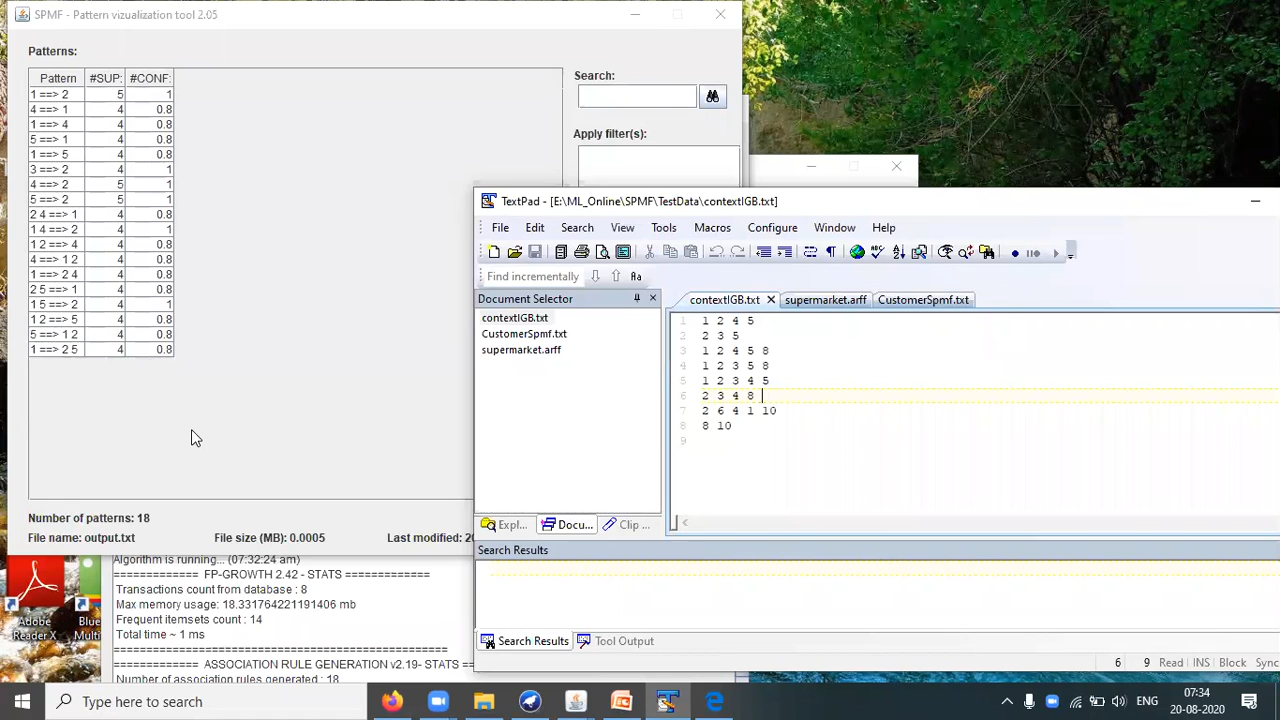 SPMF - Pattern vizualization tool 2.05
Patterns:
Pattern #SUP: #CONF:
1 ==> 2 5 1
4 ==> 1 4 0.8
1 ==> 4 4 0.8
5 ==> 1 4 0.8
1 ==> 5 4 0.8
3 ==> 2 4 1
4 ==> 2 5 1
5 ==> 2 5 1
2 4 ==> 1 4 0.8
1 4 ==> 2 4 1
1 2 ==> 4 4 0.8
4 ==> 1 2 4 0.8
1 ==> 2 4 4 0.8
2 5 ==> 1 4 0.8
1 5 ==> 2 4 1
1 2 ==> 5 4 0.8
5 ==> 1 2 4 0.8
1 ==> 2 5 4 0.8
Search:
Apply filter(s):
Number of patterns: 18
File name: output.txt File size (MB): 0.0005 Last modified: 20
TextPad - [E:\ML_Online\SPMF\TestData\contextIGB.txt]
File Edit Search View Tools Macros Configure Window Help
Find incrementally Aa
Document Selector
contextIGB.txt
CustomerSpmf.txt
supermarket.arff
Expl... Docu... Clip ...
contextIGB.txt supermarket.arff CustomerSpmf.txt
1 1 2 4 5
2 2 3 5
3 1 2 4 5 8
4 1 2 3 5 8
5 1 2 3 4 5
6 2 3 4 8
7 2 6 4 1 10
8 8 10
9
Search Results
Search Results Tool Output
6 9 Read INS Block Sync
Algorithm is running... (07:32:24 am)
============= FP-GROWTH 2.42 - STATS =============
Transactions count from database : 8
Max memory usage: 18.331764221191406 mb
Frequent itemsets count : 14
Total time ~ 1 ms
===================================================
============= ASSOCIATION RULE GENERATION v2.19- STATS ==
Number of association rules generated : 18
Adobe Reader X
Blue Multi
Type here to search
ENG
07:34
20-08-2020